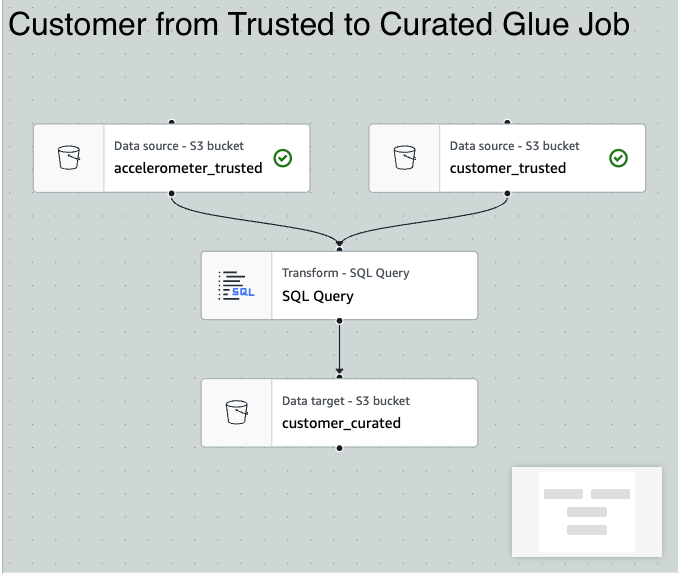 Customer from Trusted to Curated Glue Job
Data source - S3 bucket
accelerometer_trusted
Data source - S3 bucket
customer_trusted
Transform - SQL Query
SQL Query
SQL
Data target - S3 bucket
customer_curated